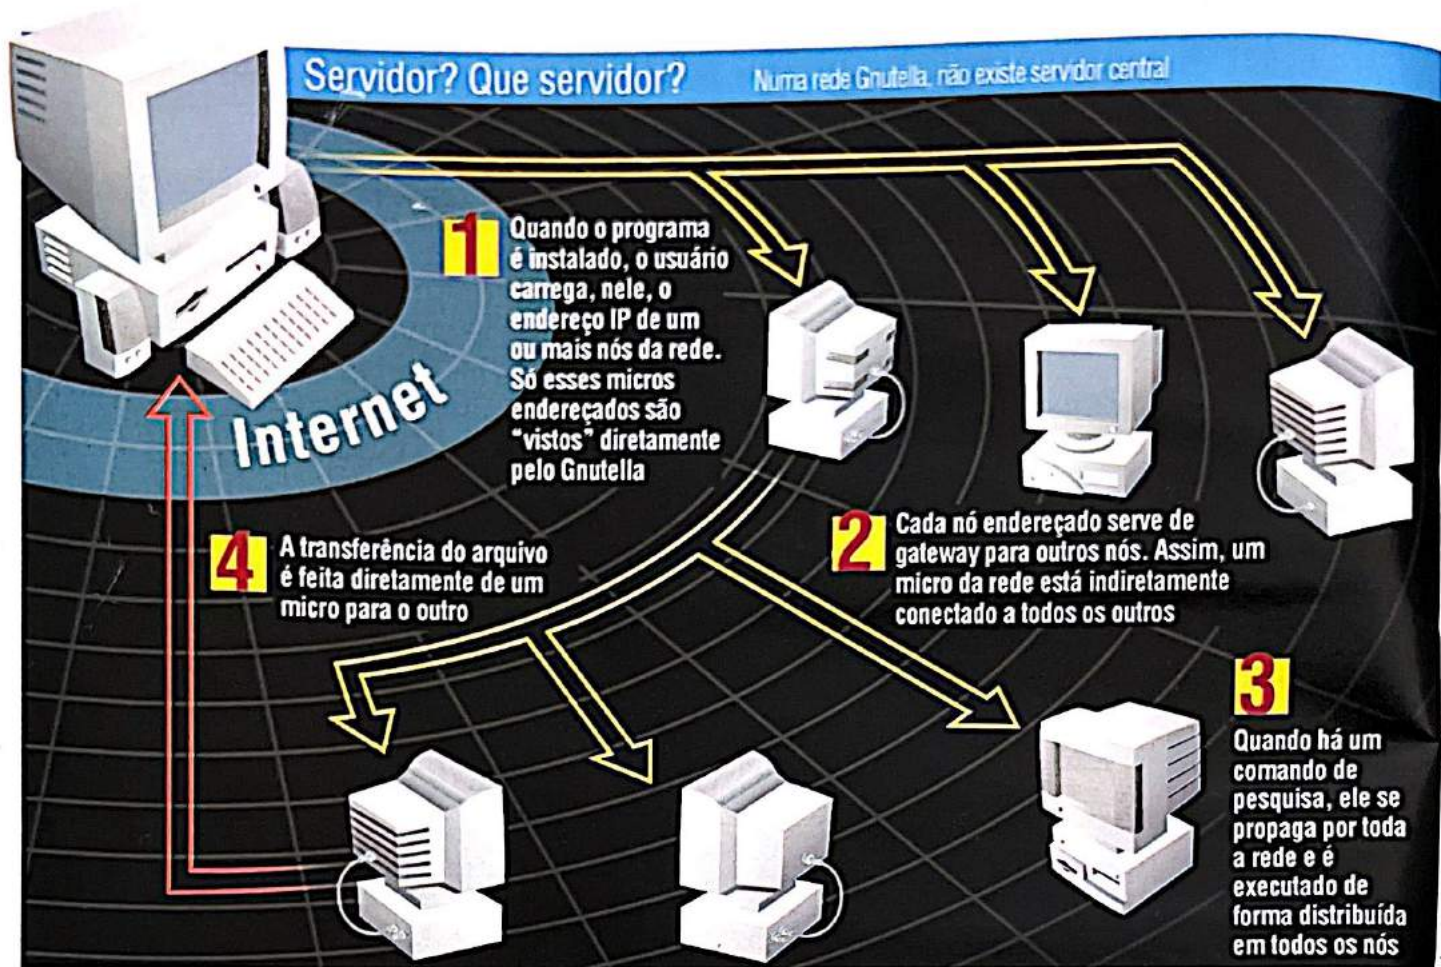 Servidor? Que servidor?
Numa rede Gnutella, não existe servidor central
1
Quando o programa
é instalado, o usuário
carrega, nele, o
endereço IP de um
ou mais nós da rede.
Só esses micros
endereçados são
"vistos" diretamente
pelo Gnutella
Internet
2
Cada nó endereçado serve de
gateway para outros nós. Assim, um
micro da rede está indiretamente
conectado a todos os outros
3
Quando há um
comando de
pesquisa, ele se
propaga por toda
a rede e é
executado de
forma distribuída
em todos os nós
4
A transferência do arquivo
é feita diretamente de um
micro para o outro